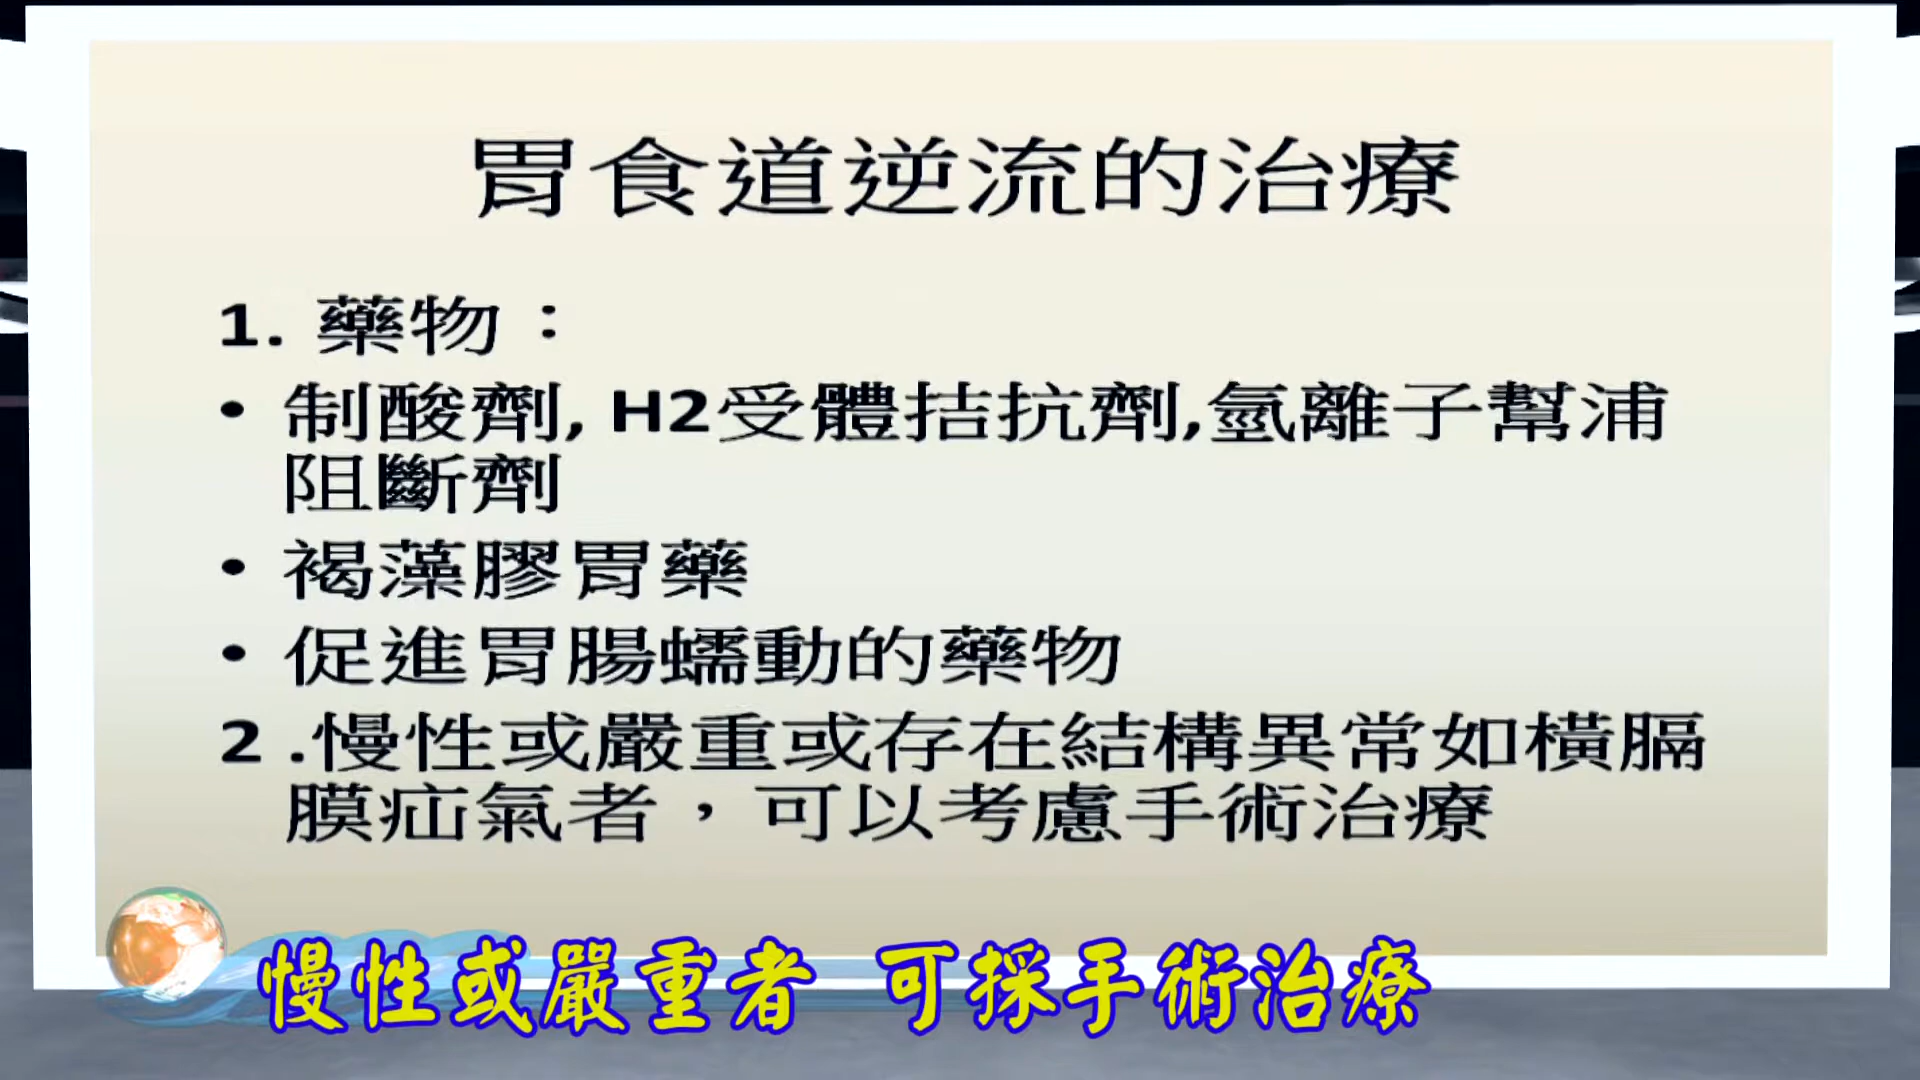 胃食道逆流的治療
1. 藥物：
• 制酸劑, H2受體拮抗劑,氫離子幫浦
阻斷劑
• 褐藻膠胃藥
• 促進胃腸蠕動的藥物
2 .慢性或嚴重或存在結構異常如橫膈
膜疝氣者，可以考慮手術治療
慢性或嚴重者 可採手術治療